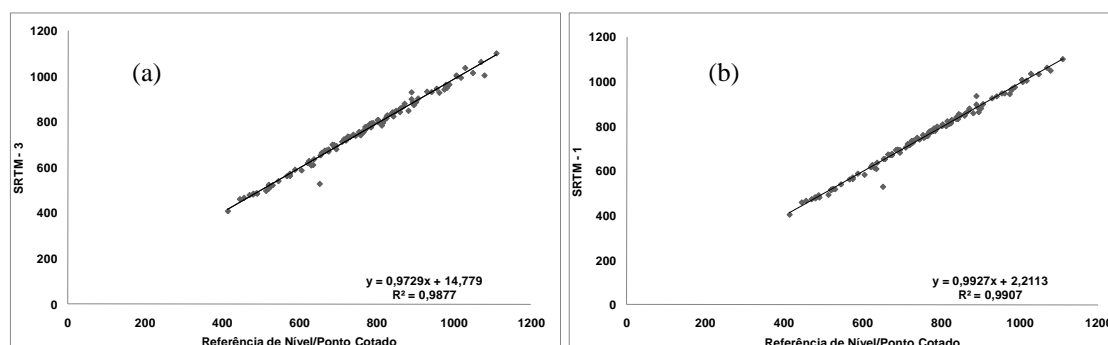 1200
1000
800
600
400
200
0
SRTM - 3
(a)
y = 0,9729x + 14,779
R² = 0,9877
0 200 400 600 800 1000 1200
Referência de Nível/Ponto Cotado
1200
1000
800
600
400
200
0
SRTM - 1
(b)
y = 0,9927x + 2,2113
R² = 0,9907
0 200 400 600 800 1000 1200
Referência de Nível/Ponto Cotado